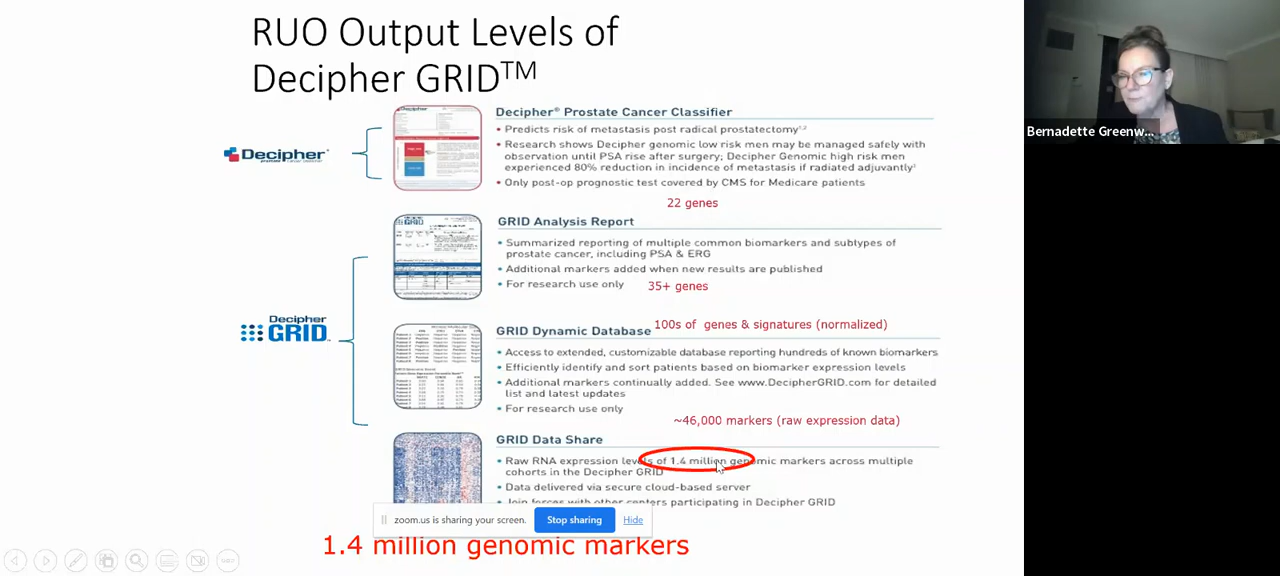 RUO Output Levels of
Decipher GRID™
Decipher
Decipher® Prostate Cancer Classifier
• Predicts risk of metastasis post radical prostatectomy¹,²
• Research shows Decipher genomic low risk men may be managed safely with
observation until PSA rise after surgery; Decipher Genomic high risk men
experienced 80% reduction in incidence of metastasis if radiated adjuvantly³
• Only post-op prognostic test covered by CMS for Medicare patients
22 genes
GRID Analysis Report
• Summarized reporting of multiple common biomarkers and subtypes of
prostate cancer, including PSA & ERG
• Additional markers added when new results are published
• For research use only
35+ genes
Decipher
GRID
GRID Dynamic Database
100s of genes & signatures (normalized)
• Access to extended, customizable database reporting hundreds of known biomarkers
• Efficiently identify and sort patients based on biomarker expression levels
• Additional markers continually added. See www.DecipherGRID.com for detailed
list and latest updates
• For research use only
~46,000 markers (raw expression data)
GRID Data Share
• Raw RNA expression levels of 1.4 million genomic markers across multiple
cohorts in the Decipher GRID
• Data delivered via secure cloud-based server
• Join forces with other centers participating in Decipher GRID
zoom.us is sharing your screen.
Stop sharing
Hide
1.4 million genomic markers
Bernadette Greenw...